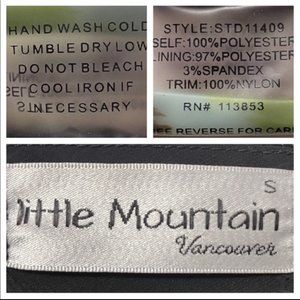 HAND WASH COLD
TUMBLE DRY LOW
DO NOT BLEACH
COOL IRON IF
NECESSARY
STYLE:STD11409
SELF:100%POLYESTER
LINING:97%POLYESTER
3%SPANDEX
TRIM:100%NYLON
RN# 113853
REVERSE FOR CARE
S
little Mountain
Vancouver